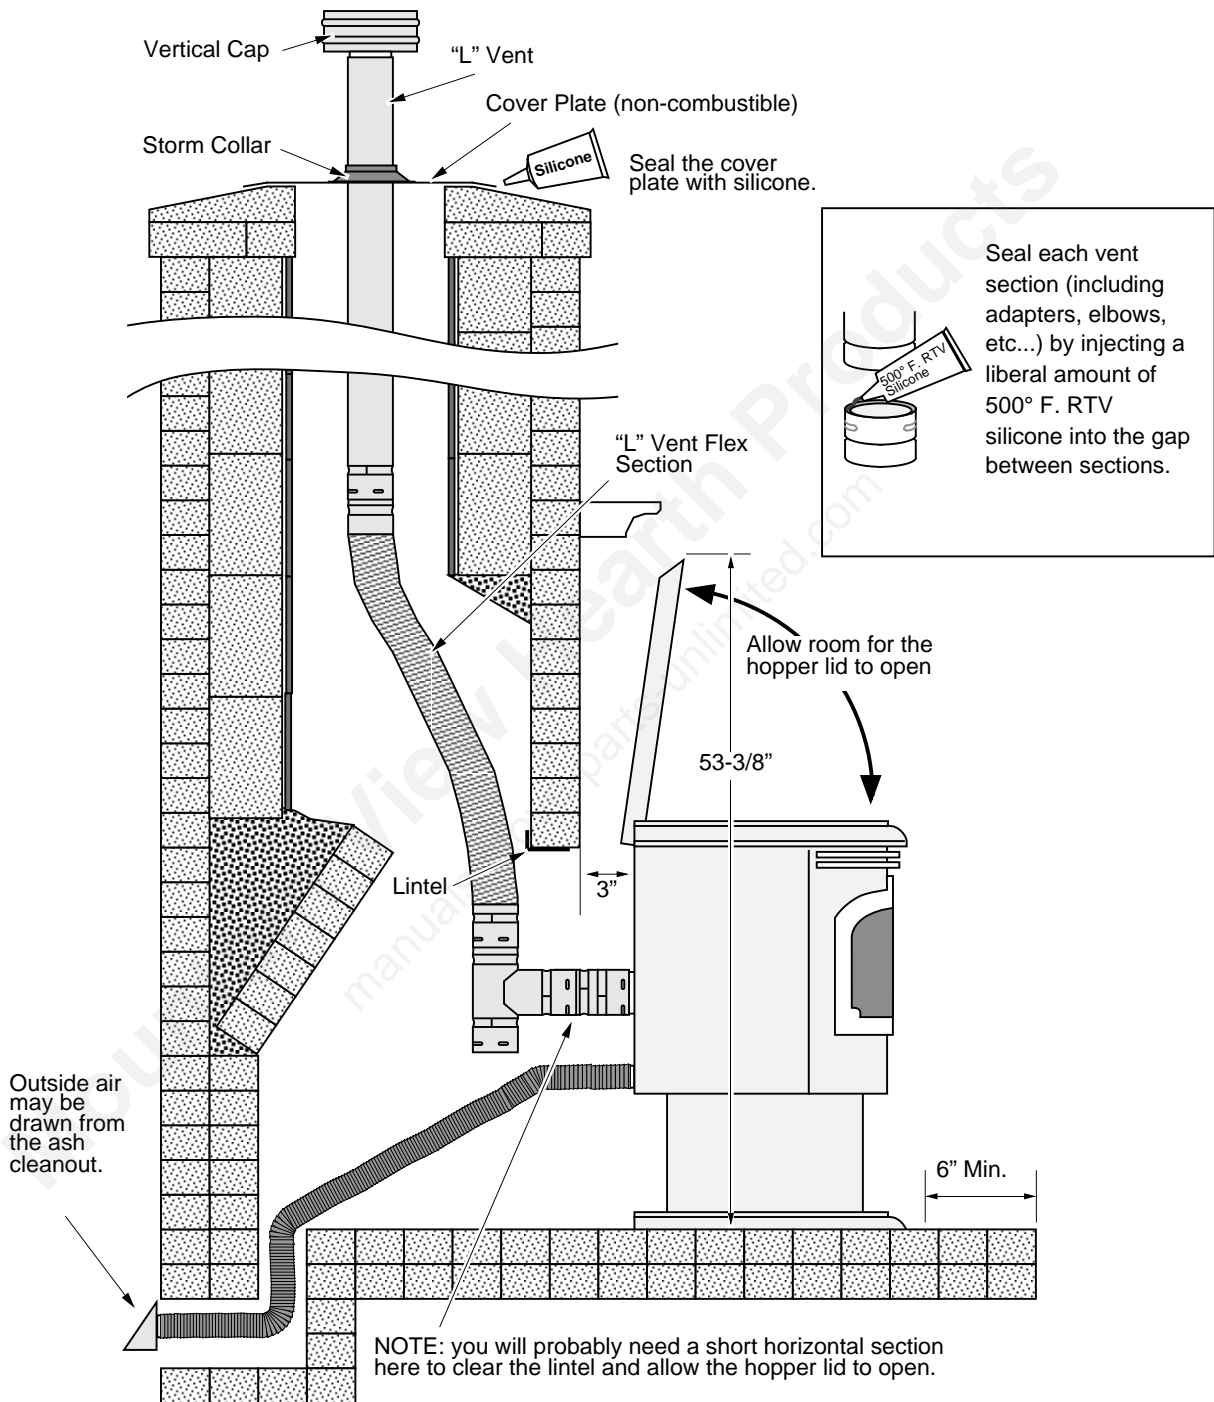 Vertical Cap
“L” Vent
Cover Plate (non-combustible)
Storm Collar
Silicone
Seal the cover
plate with silicone.
Seal each vent
section (including
adapters, elbows,
etc...) by injecting a
liberal amount of
500° F. RTV
silicone into the gap
between sections.
500° F. RTV
Silicone
“L” Vent Flex
Section
Allow room for the
hopper lid to open
53-3/8”
Lintel
3”
Outside air
may be
drawn from
the ash
cleanout.
6” Min.
NOTE: you will probably need a short horizontal section
here to clear the lintel and allow the hopper lid to open.
View Hearth Products